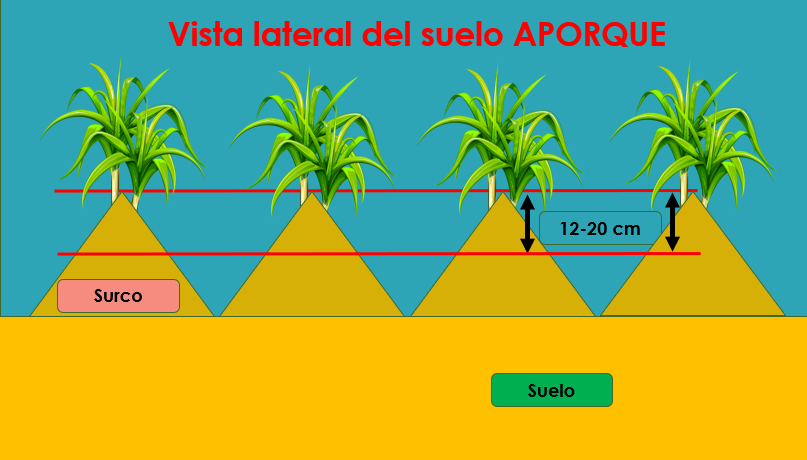 Vista lateral del suelo APORQUE
12-20 cm
Surco
Suelo